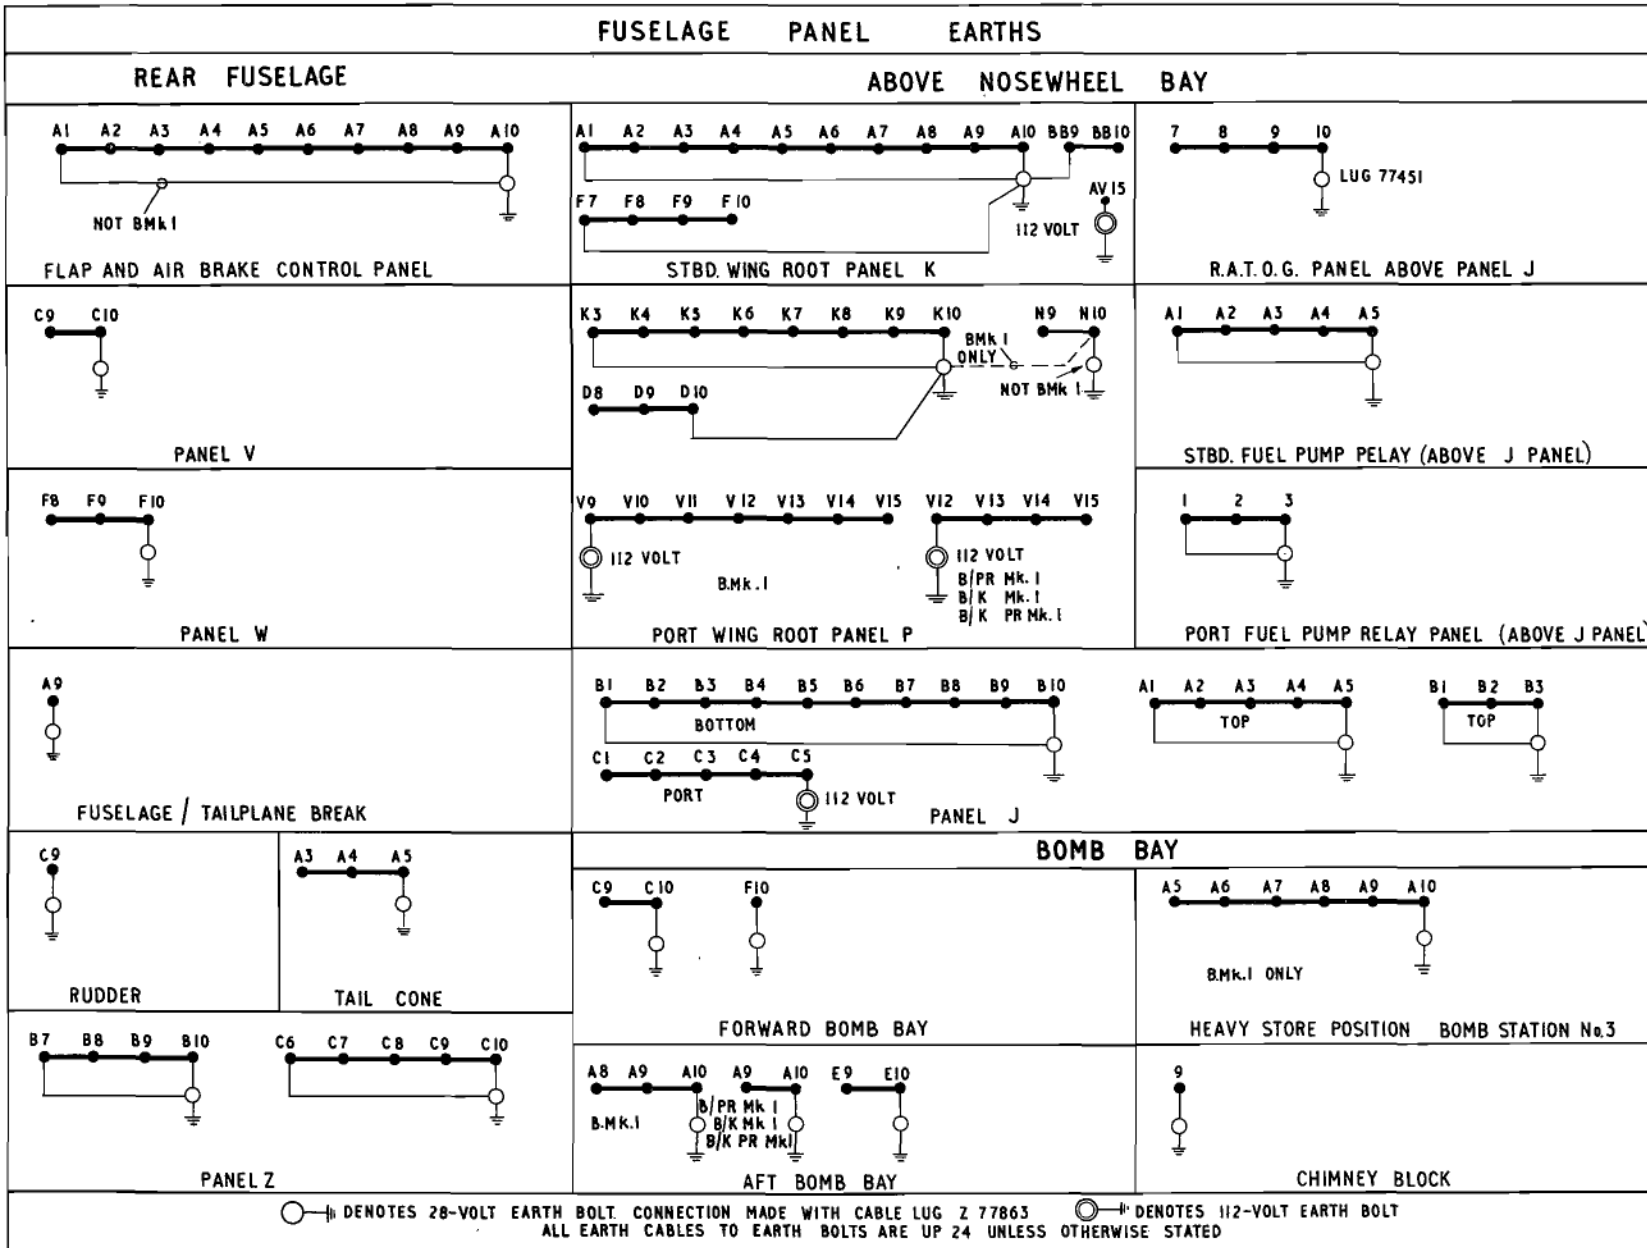 FUSELAGE PANEL EARTHS
REAR FUSELAGE
ABOVE NOSEWHEEL BAY
A1 A2 A3 A4 A5 A6 A7 A8 A9 A10
NOT BMk1
FLAP AND AIR BRAKE CONTROL PANEL
A1 A2 A3 A4 A5 A6 A7 A8 A9 A10 BB9 BB10
AV15
F7 F8 F9 F10
112 VOLT
STBD. WING ROOT PANEL K
7 8 9 10
LUG 77451
R.A.T.O.G. PANEL ABOVE PANEL J
C9 C10
PANEL V
K3 K4 K5 K6 K7 K8 K9 K10 N9 N10
BMk 1
ONLY
NOT BMk 1
D8 D9 D10
A1 A2 A3 A4 A5
STBD. FUEL PUMP PELAY (ABOVE J PANEL)
F8 F9 F10
PANEL W
V9 V10 V11 V12 V13 V14 V15 V12 V13 V14 V15
112 VOLT
B.Mk.1
112 VOLT
B/PR Mk.1
B/K Mk.1
B/K PR Mk.1
PORT WING ROOT PANEL P
1 2 3
PORT FUEL PUMP RELAY PANEL (ABOVE J PANEL)
A9
FUSELAGE / TAILPLANE BREAK
B1 B2 B3 B4 B5 B6 B7 B8 B9 B10
BOTTOM
C1 C2 C3 C4 C5
PORT
112 VOLT
A1 A2 A3 A4 A5
TOP
B1 B2 B3
TOP
PANEL J
C9
RUDDER
A3 A4 A5
TAIL CONE
BOMB BAY
C9 C10 F10
FORWARD BOMB BAY
A5 A6 A7 A8 A9 A10
B.Mk.1 ONLY
HEAVY STORE POSITION BOMB STATION No.3
B7 B8 B9 B10 C6 C7 C8 C9 C10
PANEL Z
A8 A9 A10 A9 A10 E9 E10
B.Mk.1
B/PR Mk 1
B/K Mk 1
B/K PR Mk1
AFT BOMB BAY
9
CHIMNEY BLOCK
DENOTES 28-VOLT EARTH BOLT CONNECTION MADE WITH CABLE LUG Z 77863 DENOTES 112-VOLT EARTH BOLT
ALL EARTH CABLES TO EARTH BOLTS ARE UP 24 UNLESS OTHERWISE STATED